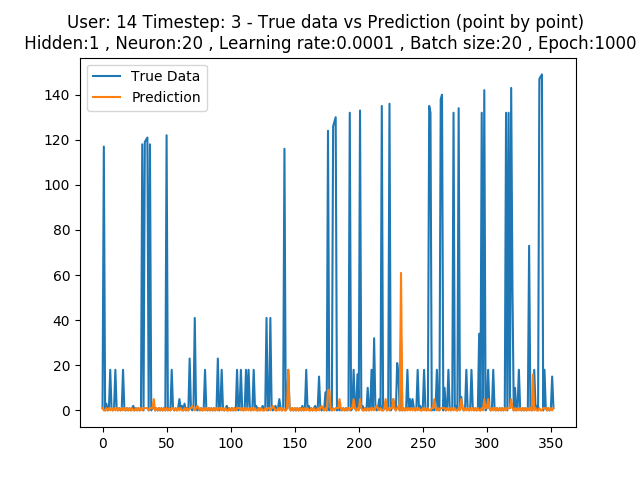 User: 14 Timestep: 3 - True data vs Prediction (point by point)
Hidden:1 , Neuron:20 , Learning rate:0.0001 , Batch size:20 , Epoch:1000
True Data
Prediction
140
120
100
80
60
40
20
0
0 50 100 150 200 250 300 350